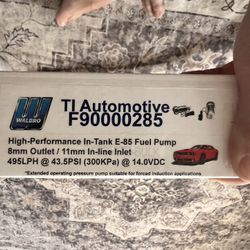 WALBRO
TI Automotive
F90000285
High-Performance In-Tank E-85 Fuel Pump
8mm Outlet / 11mm In-line Inlet
495LPH @ 43.5PSI (300KPa) @ 14.0VDC
*Extended operating pressure pump suitable for forced induction applications